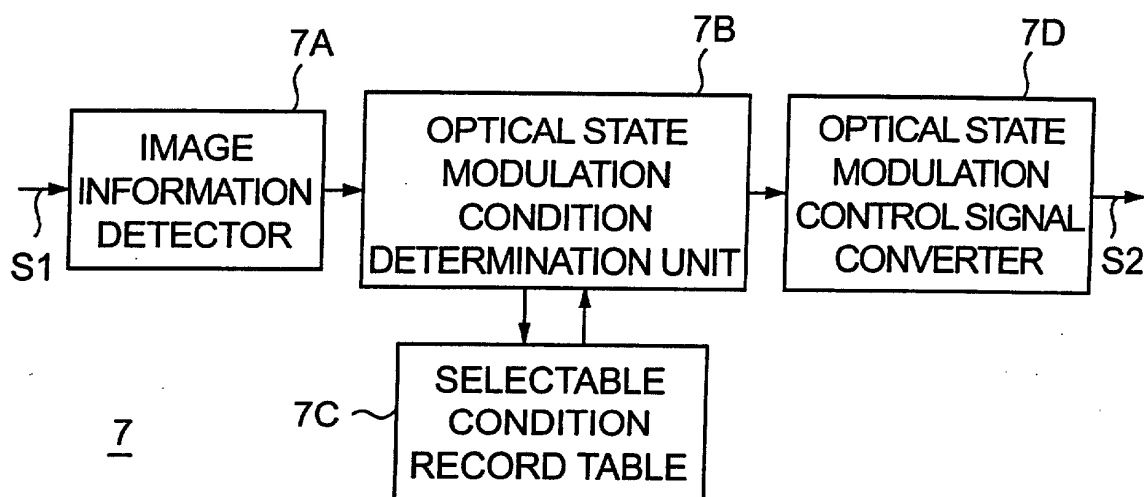 7A
7B
7D
IMAGE
INFORMATION
DETECTOR
OPTICAL STATE
MODULATION
CONDITION
DETERMINATION UNIT
OPTICAL STATE
MODULATION
CONTROL SIGNAL
CONVERTER
S1
S2
7C
SELECTABLE
CONDITION
RECORD TABLE
7